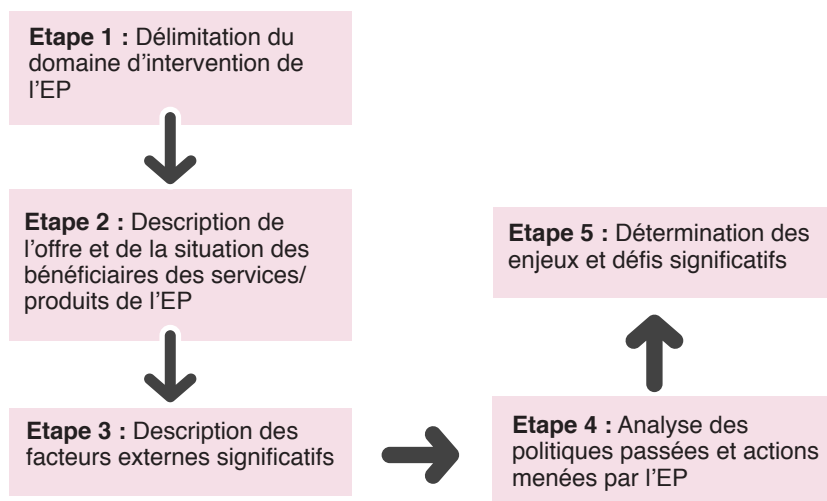 Etape 1 : Délimitation du
domaine d’intervention de
l’EP
Etape 2 : Description de
l’offre et de la situation des
bénéficiaires des services/
produits de l’EP
Etape 3 : Description des
facteurs externes significatifs
Etape 4 : Analyse des
politiques passées et actions
menées par l’EP
Etape 5 : Détermination des
enjeux et défis significatifs